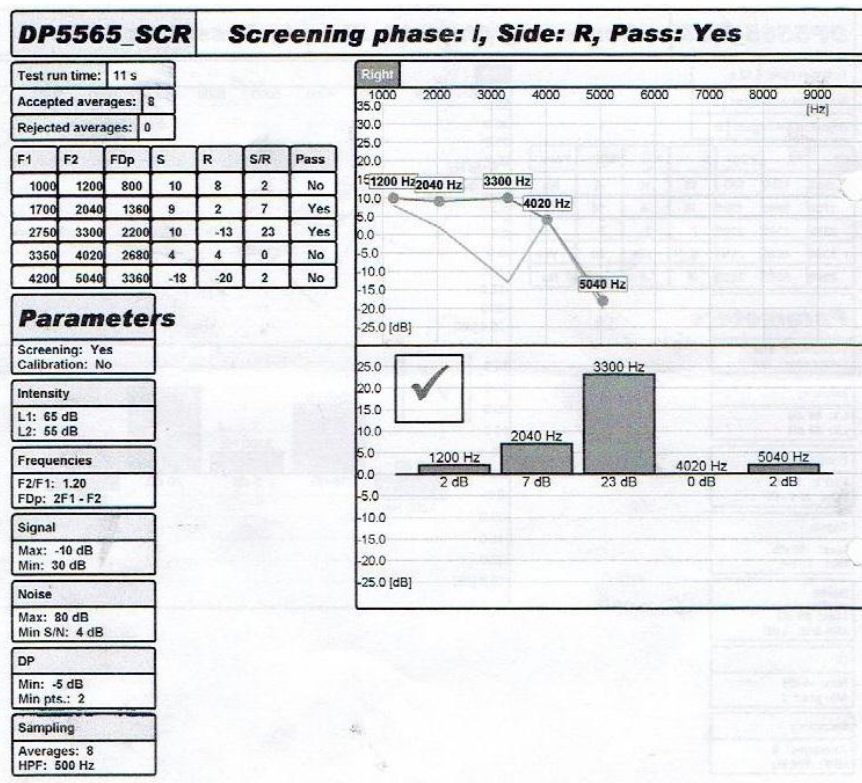 DP5565_SCR Screening phase: i, Side: R, Pass: Yes
Test run time: 11 s
Accepted averages: 8
Rejected averages: 0
F1 F2 FDp S R S/R Pass
1000 1200 800 10 8 2 No
1700 2040 1360 9 2 7 Yes
2750 3300 2200 10 -13 23 Yes
3350 4020 2680 4 4 0 No
4200 5040 3360 -18 -20 2 No
Parameters
Screening: Yes
Calibration: No
Intensity
L1: 65 dB
L2: 55 dB
Frequencies
F2/F1: 1.20
FDp: 2F1 - F2
Signal
Max: -10 dB
Min: 30 dB
Noise
Max: 80 dB
Min S/N: 4 dB
DP
Min: -5 dB
Min pts.: 2
Sampling
Averages: 8
HPF: 500 Hz
Right
1000 2000 3000 4000 5000 6000 7000 8000 9000
[Hz]
35.0
30.0
25.0
20.0
1200 Hz 2040 Hz 3300 Hz
10.0
4020 Hz
5.0
0.0
-5.0
-10.0
-15.0
5040 Hz
-20.0
-25.0 [dB]
25.0
3300 Hz
20.0
15.0
10.0
2040 Hz
5.0
1200 Hz 4020 Hz 5040 Hz
0.0
2 dB 7 dB 23 dB 0 dB 2 dB
-5.0
-10.0
-15.0
-20.0
-25.0 [dB]